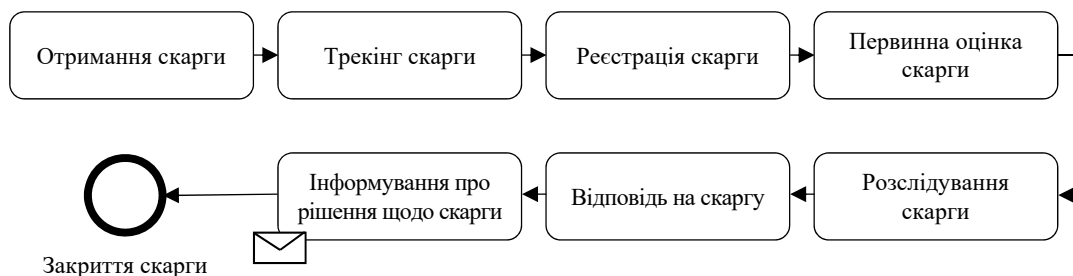 Отримання скарги
Трекінг скарги
Реєстрація скарги
Первинна оцінка
скарги
Інформування про
рішення щодо скарги
Відповідь на скаргу
Розслідування
скарги
Закриття скарги